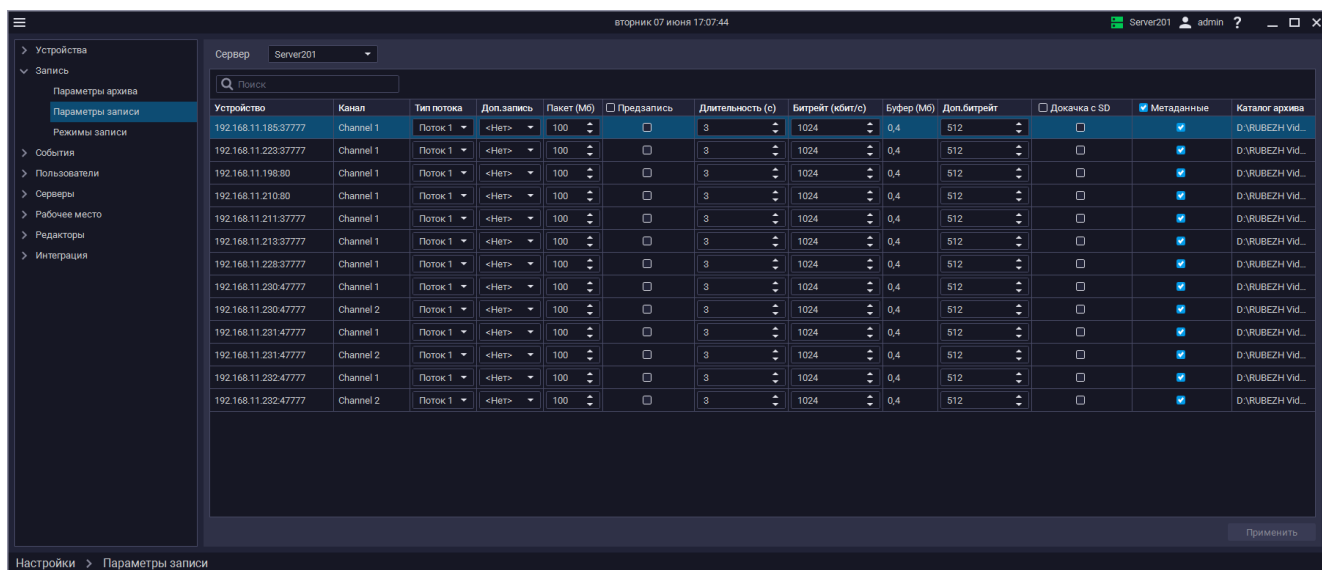 вторник 07 июня 17:07:44 Server201 admin ?
Устройства
Запись
Параметры архива
Параметры записи
Режимы записи
События
Пользователи
Серверы
Рабочее место
Редакторы
Интеграция
Сервер Server201
Поиск
Устройство Канал Тип потока Доп.запись Пакет (Мб) Предзапись Длительность (с) Битрейт (кбит/с) Буфер (Мб) Доп.битрейт Докачка с SD Метаданные Каталог архива
192.168.11.185:37777 Channel 1 Поток 1 <Нет> 100 3 1024 0,4 512 D:\RUBEZH Vid...
192.168.11.223:37777 Channel 1 Поток 1 <Нет> 100 3 1024 0,4 512 D:\RUBEZH Vid...
192.168.11.198:80 Channel 1 Поток 1 <Нет> 100 3 1024 0,4 512 D:\RUBEZH Vid...
192.168.11.210:80 Channel 1 Поток 1 <Нет> 100 3 1024 0,4 512 D:\RUBEZH Vid...
192.168.11.211:37777 Channel 1 Поток 1 <Нет> 100 3 1024 0,4 512 D:\RUBEZH Vid...
192.168.11.213:37777 Channel 1 Поток 1 <Нет> 100 3 1024 0,4 512 D:\RUBEZH Vid...
192.168.11.228:37777 Channel 1 Поток 1 <Нет> 100 3 1024 0,4 512 D:\RUBEZH Vid...
192.168.11.230:47777 Channel 1 Поток 1 <Нет> 100 3 1024 0,4 512 D:\RUBEZH Vid...
192.168.11.230:47777 Channel 2 Поток 1 <Нет> 100 3 1024 0,4 512 D:\RUBEZH Vid...
192.168.11.231:47777 Channel 1 Поток 1 <Нет> 100 3 1024 0,4 512 D:\RUBEZH Vid...
192.168.11.231:47777 Channel 2 Поток 1 <Нет> 100 3 1024 0,4 512 D:\RUBEZH Vid...
192.168.11.232:47777 Channel 1 Поток 1 <Нет> 100 3 1024 0,4 512 D:\RUBEZH Vid...
192.168.11.232:47777 Channel 2 Поток 1 <Нет> 100 3 1024 0,4 512 D:\RUBEZH Vid...
Применить
Настройки > Параметры записи